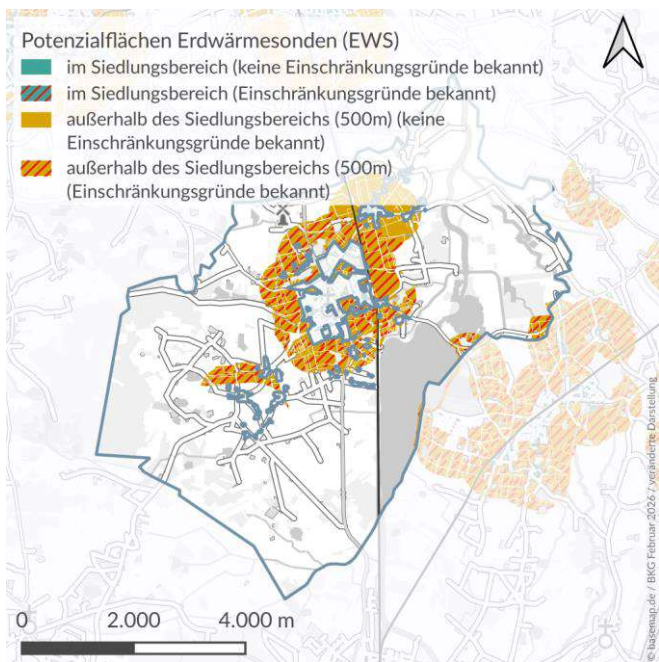 Potenzialflächen Erdwärmesonden (EWS)
im Siedlungsbereich (keine Einschränkungsgründe bekannt)
im Siedlungsbereich (Einschränkungsgründe bekannt)
außerhalb des Siedlungsbereichs (500m) (keine
Einschränkungsgründe bekannt)
außerhalb des Siedlungsbereichs (500m)
(Einschränkungsgründe bekannt)
0 2.000 4.000 m
© basemap.de / BKG Februar 2026 / veränderte Darstellung